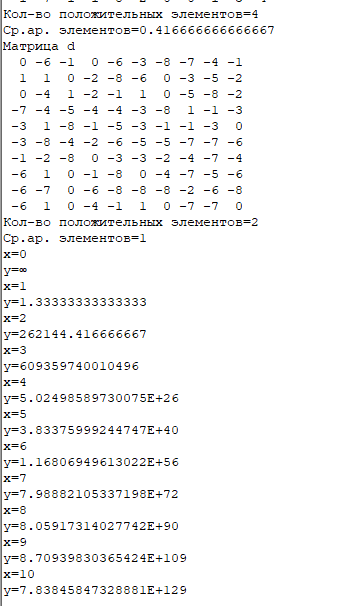 Кол-во положительных элементов=4
Ср.ар. элементов=0.416666666666667
Матрица d
0 -6 -1 0 -6 -3 -8 -7 -4 -1
1 1 0 -2 -8 -6 0 -3 -5 -2
0 -4 1 -2 -1 1 0 -5 -8 -2
-7 -4 -5 -4 -4 -3 -8 1 -1 -3
-3 1 -8 -1 -5 -3 -1 -1 -3 0
-3 -8 -4 -2 -6 -5 -5 -7 -7 -6
-1 -2 -8 0 -3 -3 -2 -4 -7 -4
-6 1 0 -1 -8 0 -4 -7 -5 -6
-6 -7 0 -6 -8 -8 -8 -2 -6 -8
-6 1 0 -4 -1 1 0 -7 -7 0
Кол-во положительных элементов=2
Ср.ар. элементов=1
x=0
y=∞
x=1
y=1.33333333333333
x=2
y=262144.416666667
x=3
y=609359740010496
x=4
y=5.02498589730075E+26
x=5
y=3.83375999244747E+40
x=6
y=1.16806949613022E+56
x=7
y=7.98882105337198E+72
x=8
y=8.05917314027742E+90
x=9
y=8.70939830365424E+109
x=10
y=7.83845847328881E+129